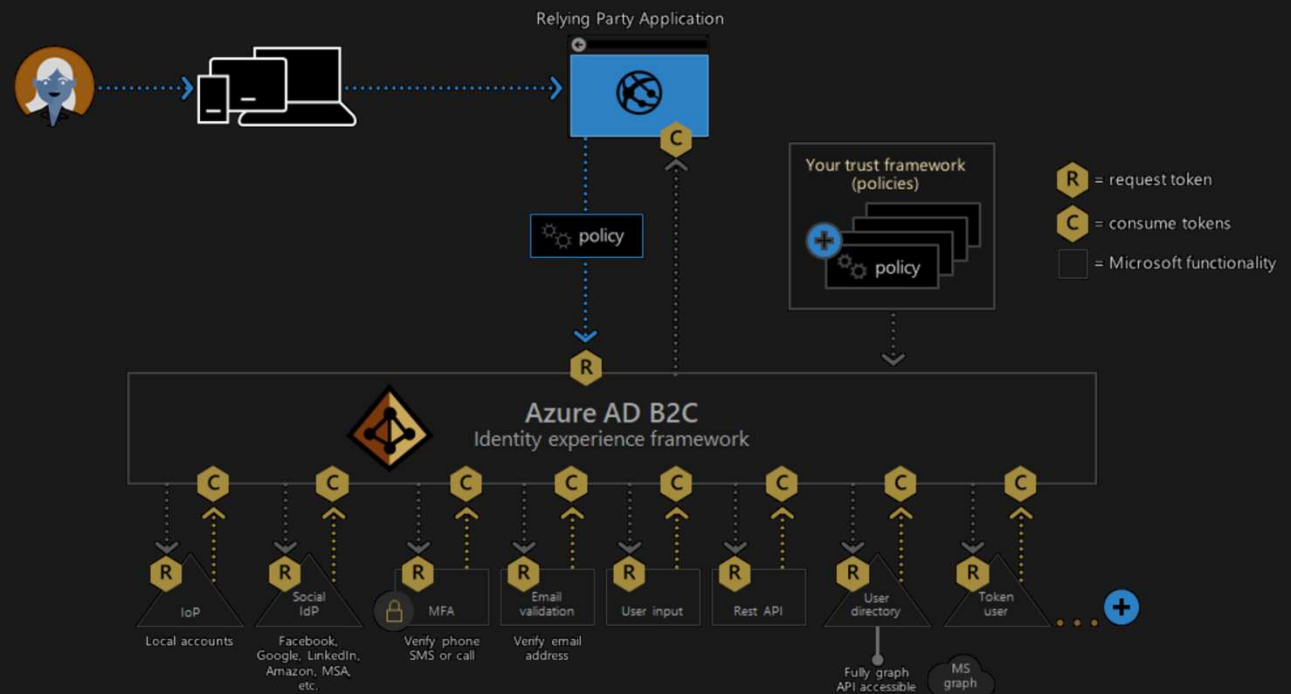 Relying Party Application
C
Your trust framework
(policies)
policy
policy
R = request token
C = consume tokens
= Microsoft functionality
R
Azure AD B2C
Identity experience framework
C C C C C C C C
R R R R R R R R
IoP
Social
IdP
MFA
Email
validation
User input
Rest API
User
directory
Token
user
Local accounts
Facebook,
Google, LinkedIn,
Amazon, MSA,
etc.
Verify phone
SMS or call
Verify email
address
Fully graph
API accessible
MS
graph